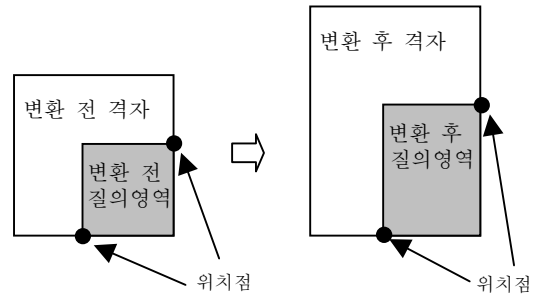 변환 전 격자
변환 전
질의영역
위치점
변환 후 격자
변환 후
질의영역
위치점